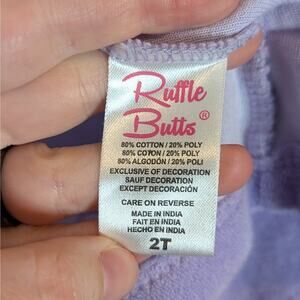 Ruffle
Butts®
80% COTTON / 20% POLY
80% COTON / 20% POLY
80% ALGODÓN / 20% POLI
EXCLUSIVE OF DECORATION
SAUF DECORATION
EXCEPT DECORACIÓN
CARE ON REVERSE
MADE IN INDIA
FAIT EN INDIA
HECHO EN INDIA
2T